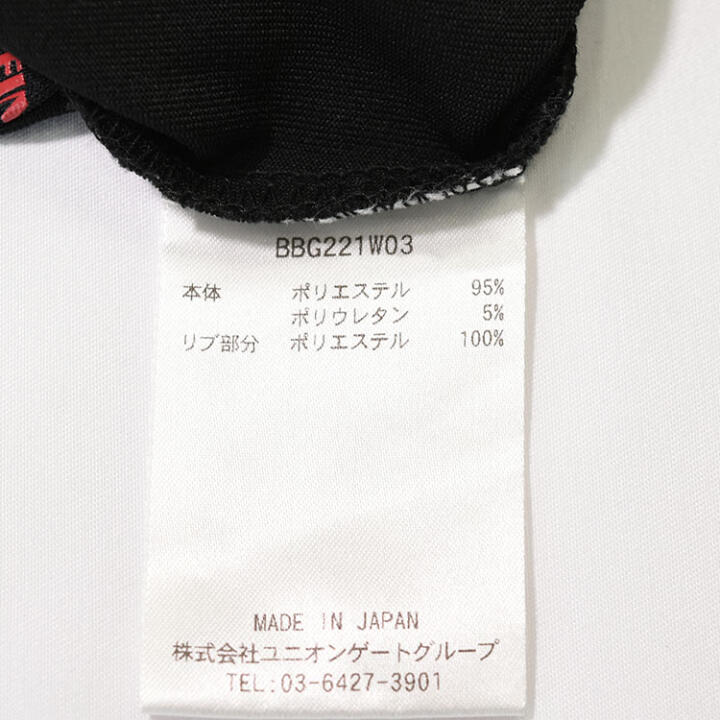 BBG221W03
本体 ポリエステル 95%
ポリウレタン 5%
リブ部分 ポリエステル 100%
MADE IN JAPAN
株式会社ユニオンゲートグループ
TEL:03-6427-3901